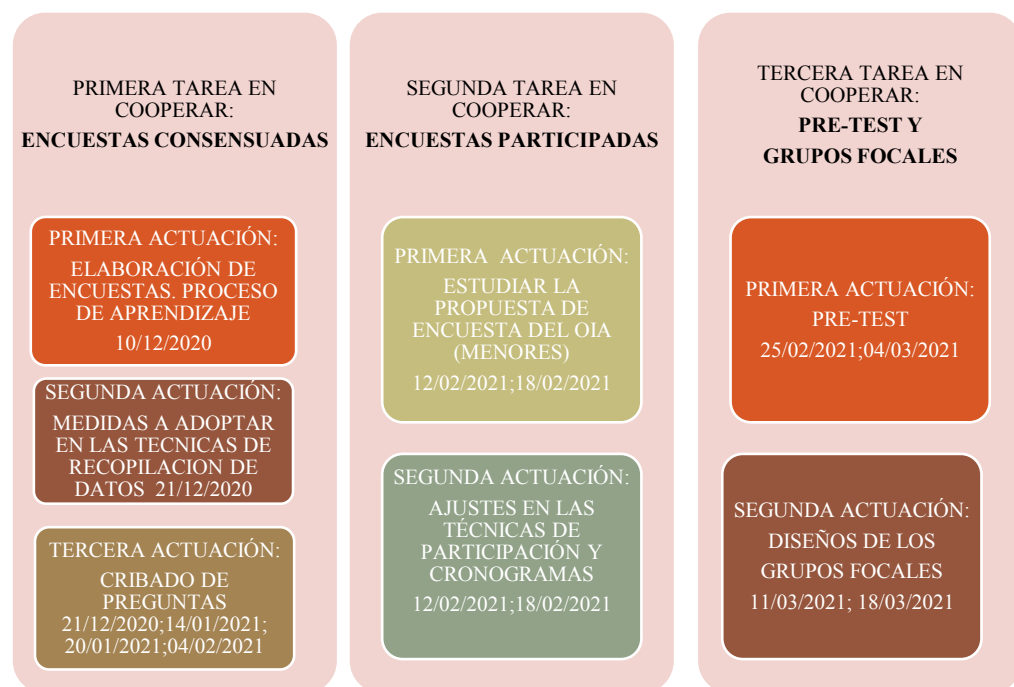 PRIMERA TAREA EN
COOPERAR:
ENCUESTAS CONSENSUADAS
PRIMERA ACTUACIÓN:
ELABORACIÓN DE
ENCUESTAS. PROCESO
DE APRENDIZAJE
10/12/2020
SEGUNDA ACTUACIÓN:
MEDIDAS A ADOPTAR
EN LAS TECNICAS DE
RECOPILACION DE
DATOS 21/12/2020
TERCERA ACTUACIÓN:
CRIBADO DE
PREGUNTAS
21/12/2020;14/01/2021;
20/01/2021;04/02/2021
SEGUNDA TAREA EN
COOPERAR:
ENCUESTAS PARTICIPADAS
PRIMERA ACTUACIÓN:
ESTUDIAR LA
PROPUESTA DE
ENCUESTA DEL OIA
(MENORES)
12/02/2021;18/02/2021
SEGUNDA ACTUACIÓN:
AJUSTES EN LAS
TÉCNICAS DE
PARTICIPACIÓN Y
CRONOGRAMAS
12/02/2021;18/02/2021
TERCERA TAREA EN
COOPERAR:
PRE-TEST Y
GRUPOS FOCALES
PRIMERA ACTUACIÓN:
PRE-TEST
25/02/2021;04/03/2021
SEGUNDA ACTUACIÓN:
DISEÑOS DE LOS
GRUPOS FOCALES
11/03/2021; 18/03/2021